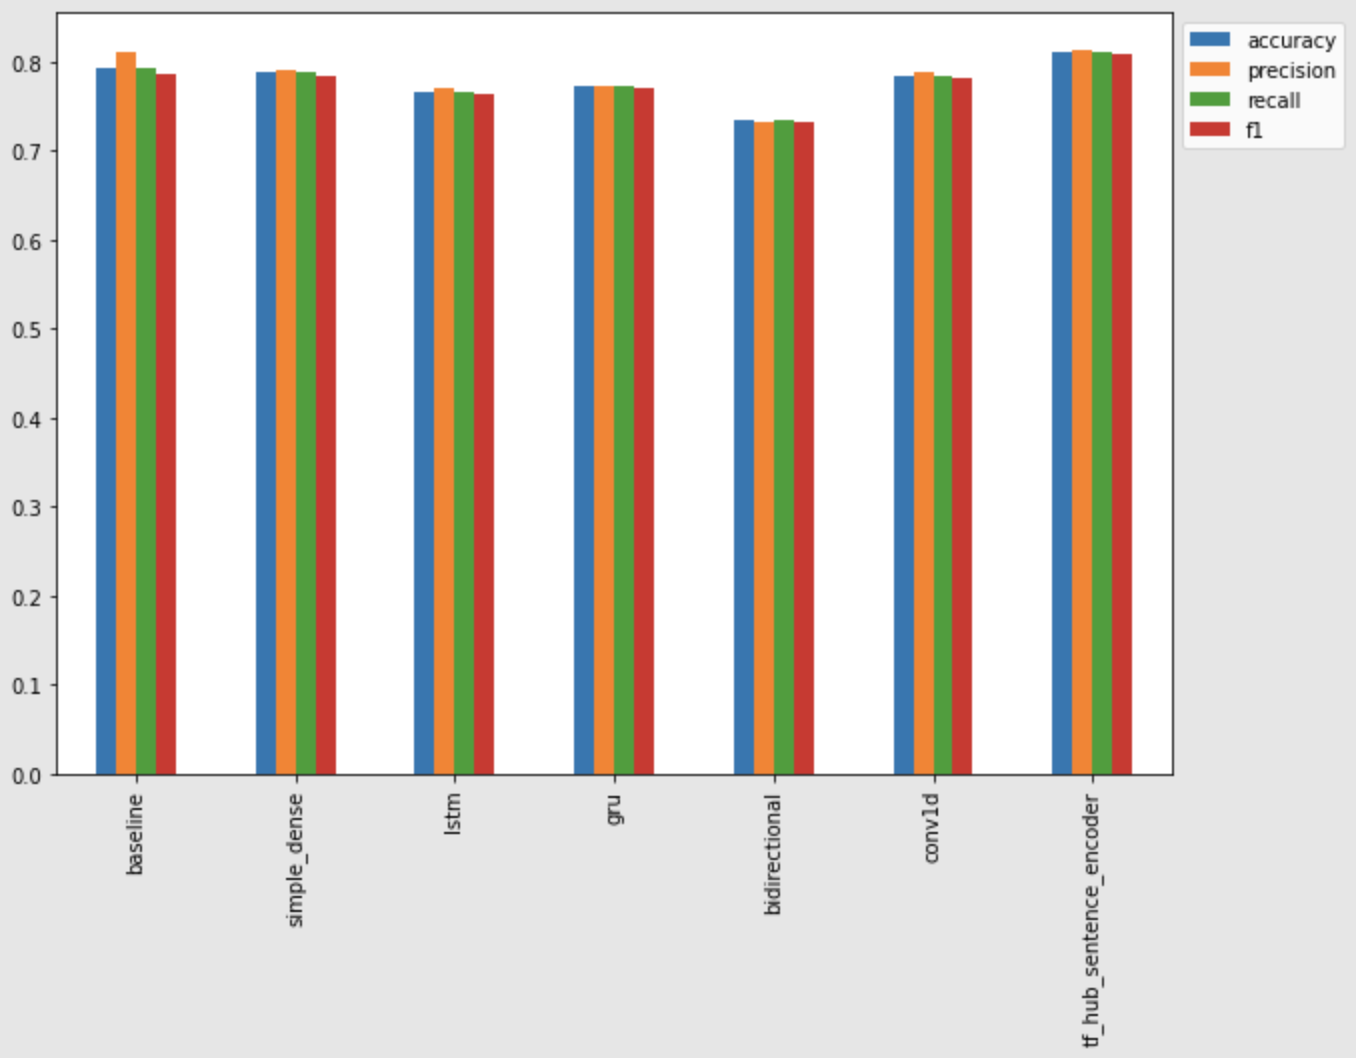 accuracy
precision
recall
f1
0.8
0.7
0.6
0.5
0.4
0.3
0.2
0.1
0.0
baseline
simple_dense
lstm
gru
bidirectional
conv1d
tf_hub_sentence_encoder